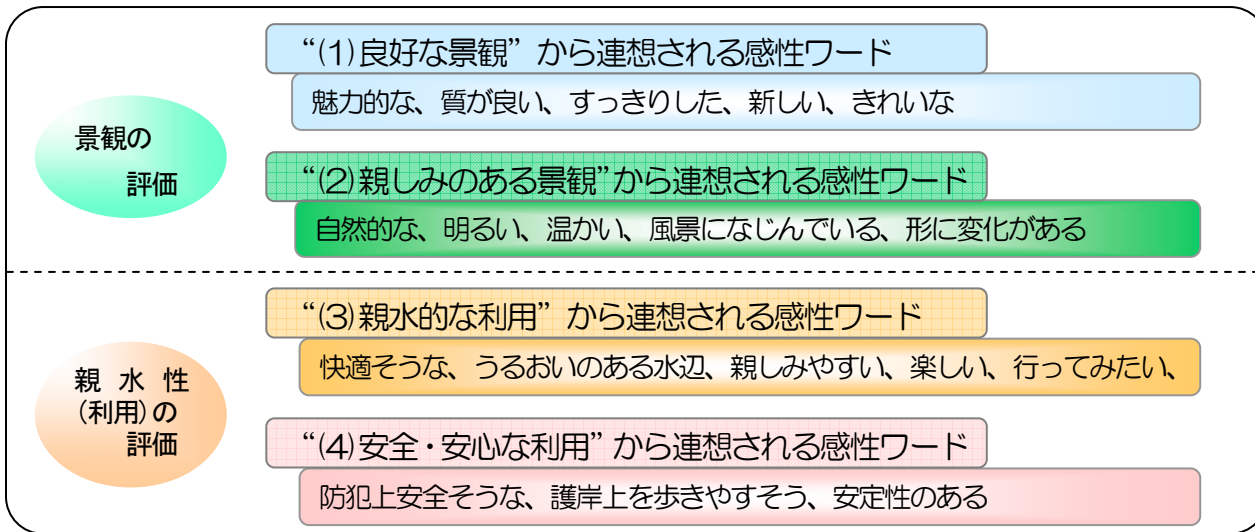 景観の
評価
“(1)良好な景観” から連想される感性ワード
魅力的な、質が良い、すっきりした、新しい、きれいな
“(2)親しみのある景観”から連想される感性ワード
自然的な、明るい、温かい、風景になじんでいる、形に変化がある
親 水 性
(利用)の
評価
“(3)親水的な利用” から連想される感性ワード
快適そうな、うるおいのある水辺、親しみやすい、楽しい、行ってみたい、
“(4)安全・安心な利用” から連想される感性ワード
防犯上安全そうな、護岸上を歩きやすそう、安定性のある